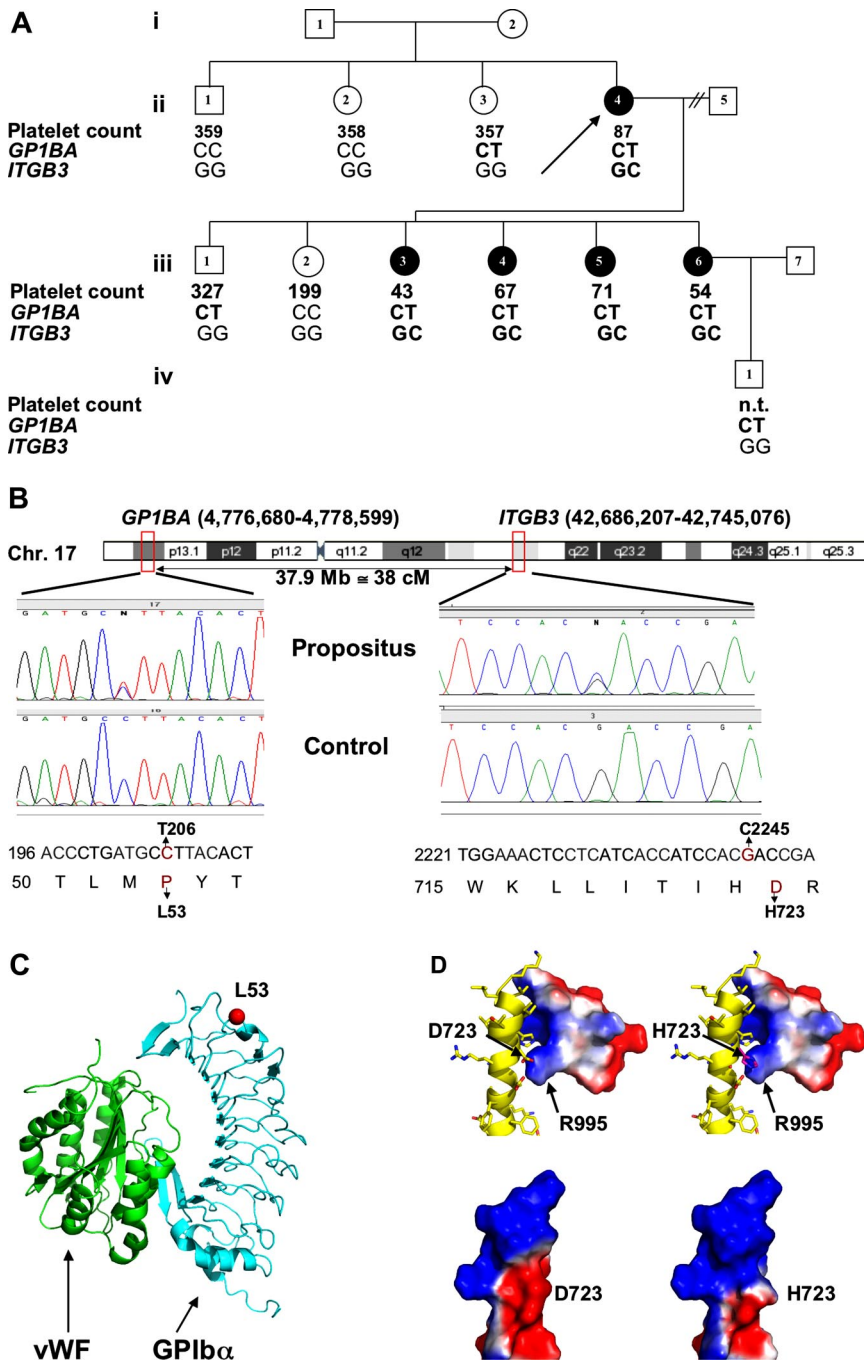 A
i
1 2
ii
1 2 3 4 5
Platelet count 359 358 357 87
GP1BA CC CC CT CT
ITGB3 GG GG GG GC
iii
1 2 3 4 5 6 7
Platelet count 327 199 43 67 71 54
GP1BA CT CC CT CT CT CT
ITGB3 GG GG GC GC GC GC
iv
1
Platelet count n.t.
GP1BA CT
ITGB3 GG
B
GP1BA (4,776,680-4,778,599) ITGB3 (42,686,207-42,745,076)
Chr. 17 p13.1 p12 p11.2 q11.2 q12 q22 q23.2 q24.3 q25.1 q25.3
37.9 Mb ≅ 38 cM
17 2
G A T G C N T T A C A C T T C C A C N A C C G A
Propositus
G A T G C C T T A C A C T 3
T C C A C G A C C G A
Control
T206 C2245
196 ACCCTGATGCCTTACACT 2221 TGGAAACTCCTCATCACCATCCACGACCGA
50 T L M P Y T 715 W K L L I T I H D R
L53 H723
C D
L53
D723 H723
R995 R995
D723 H723
vWF GPIbα